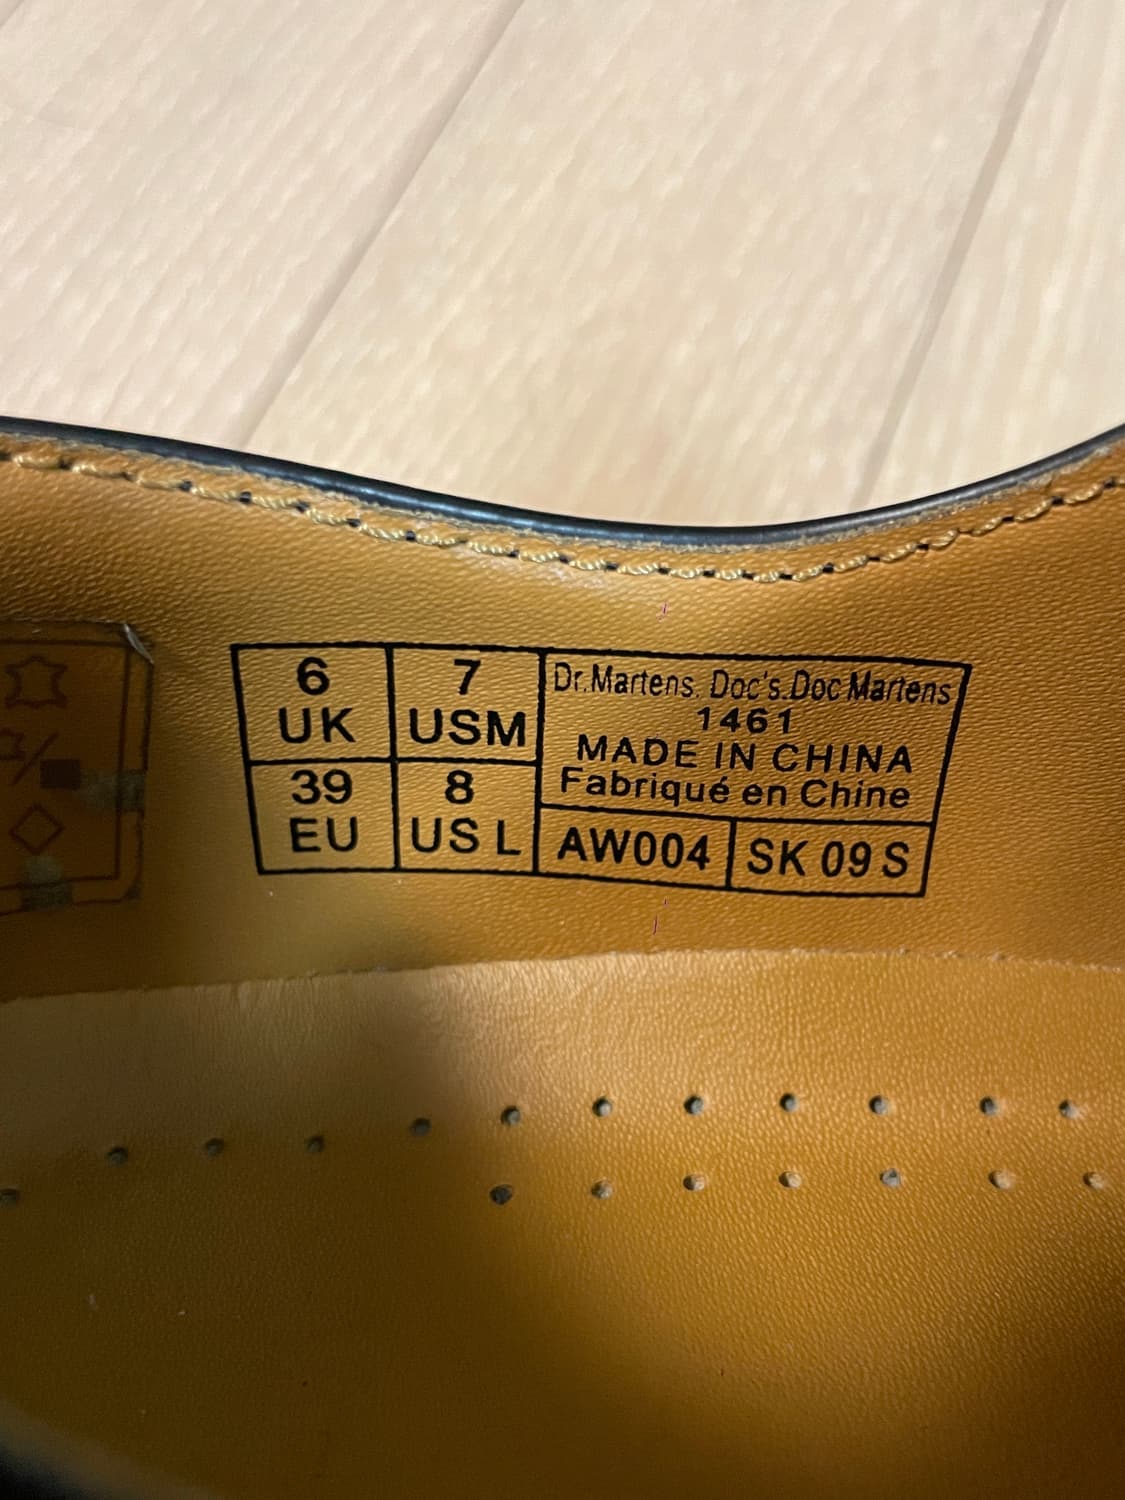 6
UK
7
USM
39
EU
8
US L
Dr.Martens. Doc's.Doc Martens
1461
MADE IN CHINA
Fabriqué en Chine
AW004
SK 09 S